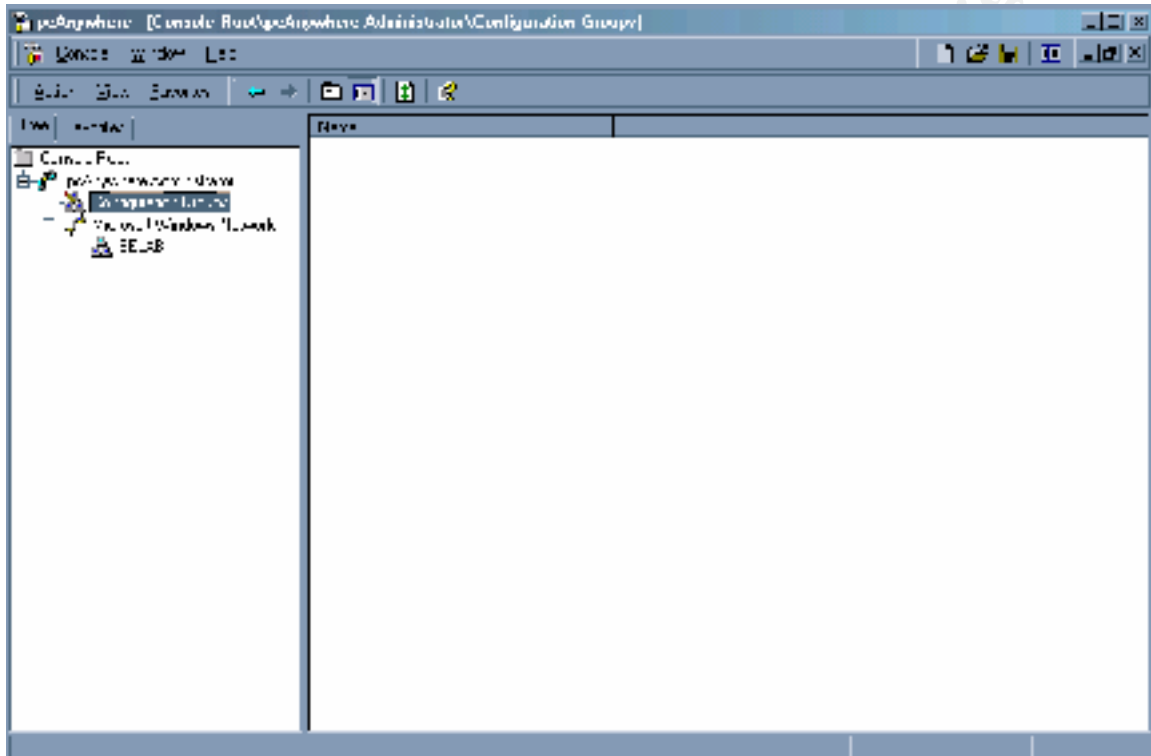 pcAnywhere - [Console Root\pcAnywhere Administrator\Configuration Groups]
Console Window Help
Action View Favorites
Tree Favorites
Name
Console Root
pcAnywhere Administrator
Configuration Groups
Microsoft Windows Network
SELAB